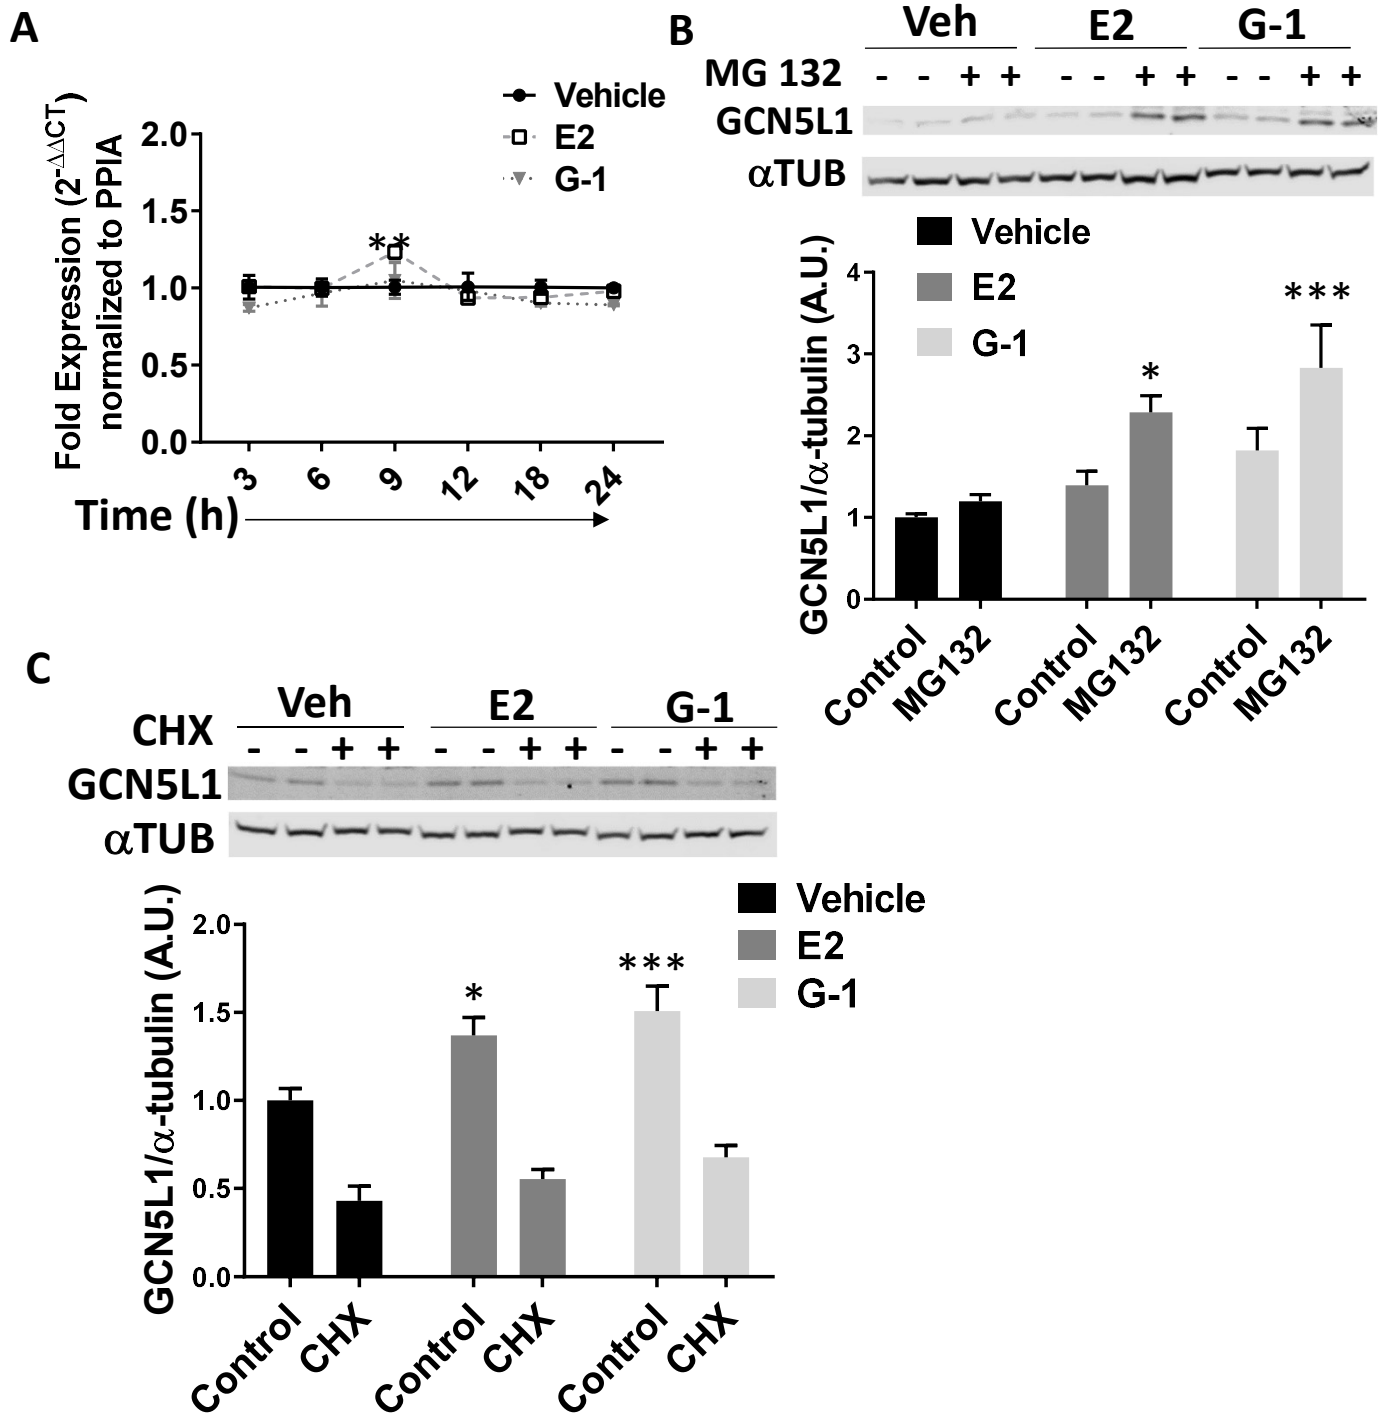 A
Vehicle
E2
G-1
Fold Expression (2^-ΔΔCT)
normalized to PPIA
2.0
1.5
1.0
0.5
0.0
**
3 6 9 12 18 24
Time (h)
B
Veh E2 G-1
MG 132 - - + + - - + + - - + +
GCN5L1
αTUB
Vehicle
E2
G-1
GCN5L1/α-tubulin (A.U.)
4
3
2
1
0
*
***
Control MG132 Control MG132 Control MG132
C
Veh E2 G-1
CHX - - + + - - + + - - + +
GCN5L1
αTUB
Vehicle
E2
G-1
GCN5L1/α-tubulin (A.U.)
2.0
1.5
1.0
0.5
0.0
*
***
Control CHX Control CHX Control CHX